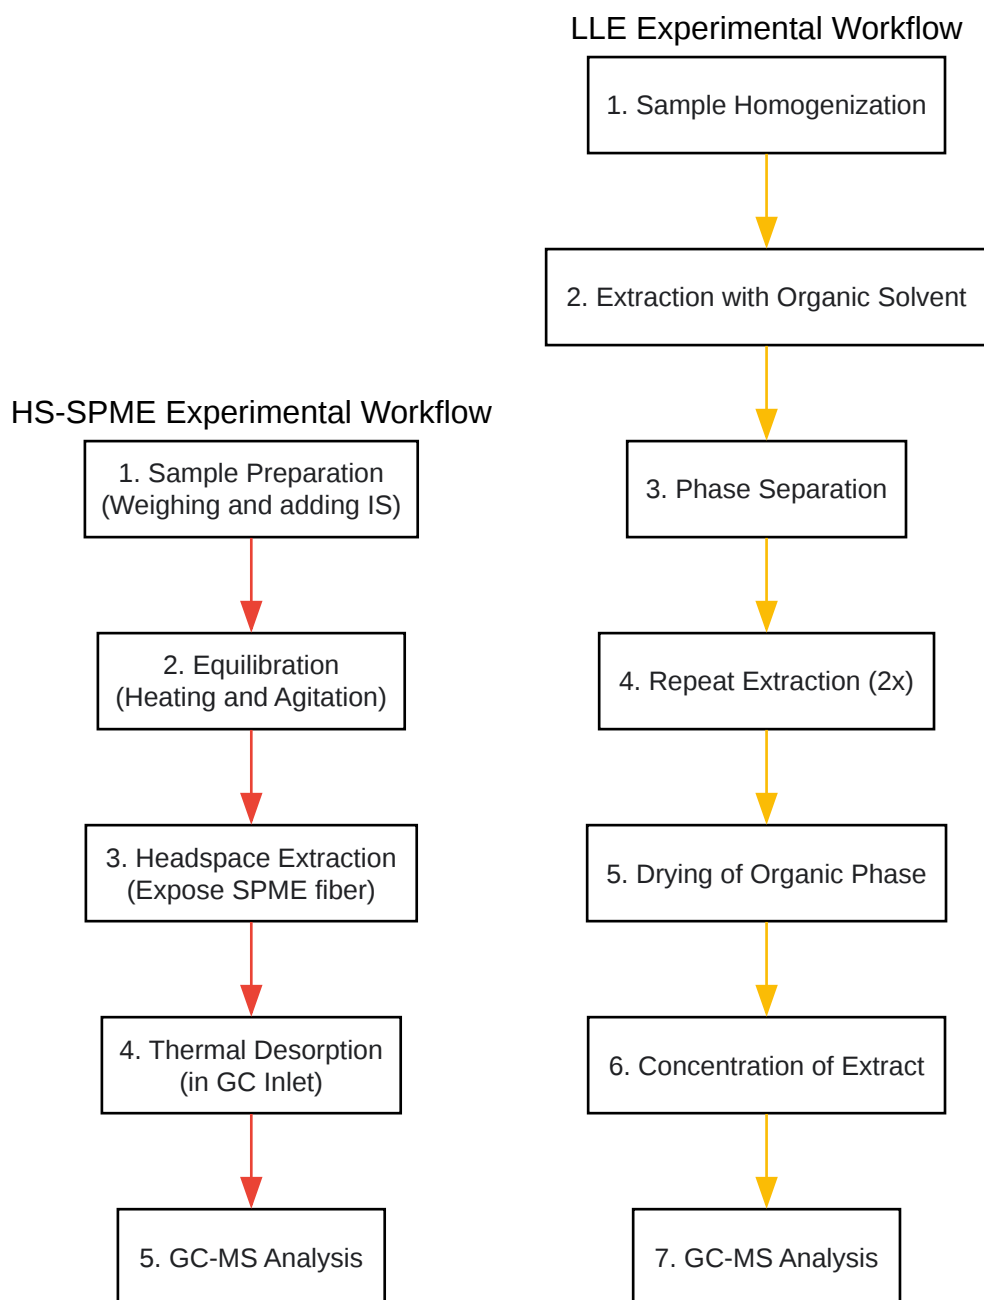 LLE Experimental Workflow
1. Sample Homogenization
2. Extraction with Organic Solvent
3. Phase Separation
4. Repeat Extraction (2x)
5. Drying of Organic Phase
6. Concentration of Extract
7. GC-MS Analysis
HS-SPME Experimental Workflow
1. Sample Preparation
(Weighing and adding IS)
2. Equilibration
(Heating and Agitation)
3. Headspace Extraction
(Expose SPME fiber)
4. Thermal Desorption
(in GC Inlet)
5. GC-MS Analysis